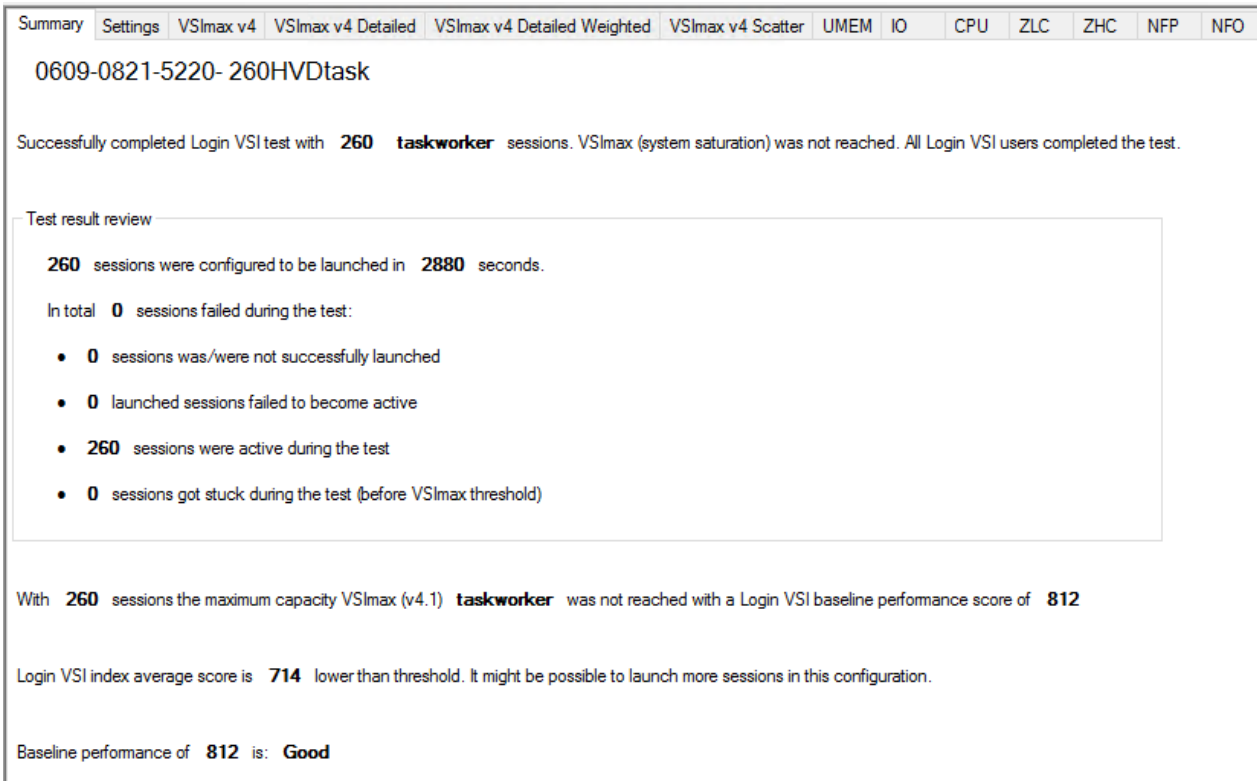 Summary Settings VSImax v4 VSImax v4 Detailed VSImax v4 Detailed Weighted VSImax v4 Scatter UMEM IO CPU ZLC ZHC NFP NFO
0609-0821-5220- 260HVDtask
Successfully completed Login VSI test with 260 taskworker sessions. VSImax (system saturation) was not reached. All Login VSI users completed the test.
Test result review
260 sessions were configured to be launched in 2880 seconds.
In total 0 sessions failed during the test:
• 0 sessions was/were not successfully launched
• 0 launched sessions failed to become active
• 260 sessions were active during the test
• 0 sessions got stuck during the test (before VSImax threshold)
With 260 sessions the maximum capacity VSImax (v4.1) taskworker was not reached with a Login VSI baseline performance score of 812
Login VSI index average score is 714 lower than threshold. It might be possible to launch more sessions in this configuration.
Baseline performance of 812 is: Good